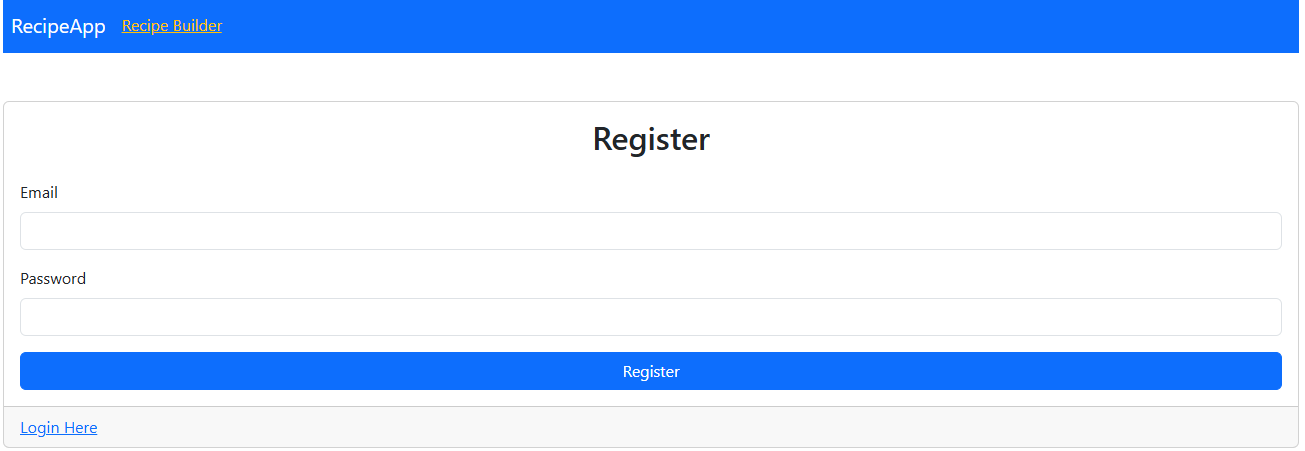 RecipeApp Recipe Builder
Register
Email
Password
Register
Login Here